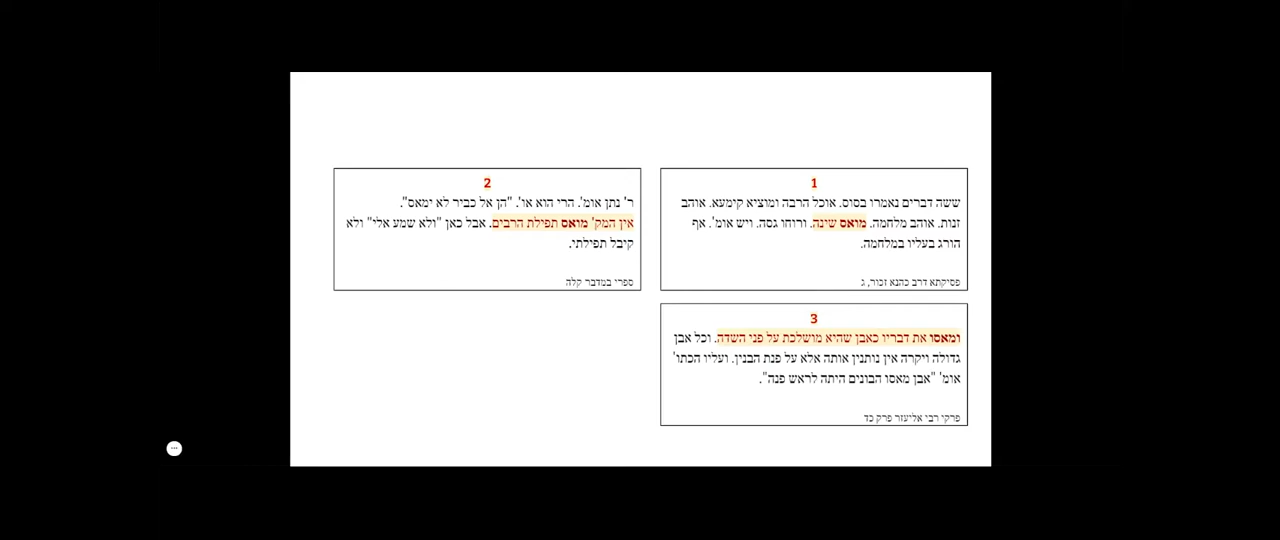 1
ששה דברים נאמרו בסוס. אוכל הרבה ומוציא קימעא. אוהב
זנות. אוהב מלחמה. מואס שינה. ורוחו גסה. ויש אומ'. אף
הורג בעליו במלחמה.
פסיקתא דרב כהנא זכור, ג
2
ר' נתן אומ'. הרי הוא או'. "הן אל כביר לא ימאס".
אין המק' מואס תפילת הרבים. אבל כאן "ולא שמע אלי" ולא
קיבל תפילתי.
ספרי במדבר קלה
3
ומאסו את דבריו כאבן שהיא מושלכת על פני השדה. וכל אבן
גדולה ויקרה אין נותנין אותה אלא על פנת הבנין. ועליו הכתו'
אומ' "אבן מאסו הבונים היתה לראש פנה".
פרקי רבי אליעזר פרק כד